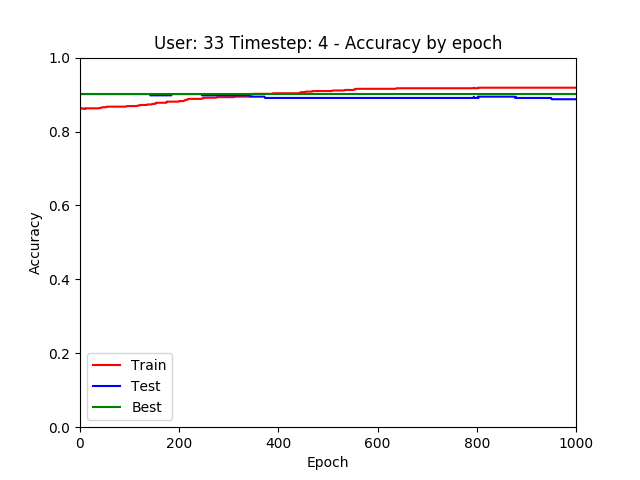 User: 33 Timestep: 4 - Accuracy by epoch
1.0
0.8
0.6
0.4
0.2
0.0
Accuracy
Train
Test
Best
0 200 400 600 800 1000
Epoch